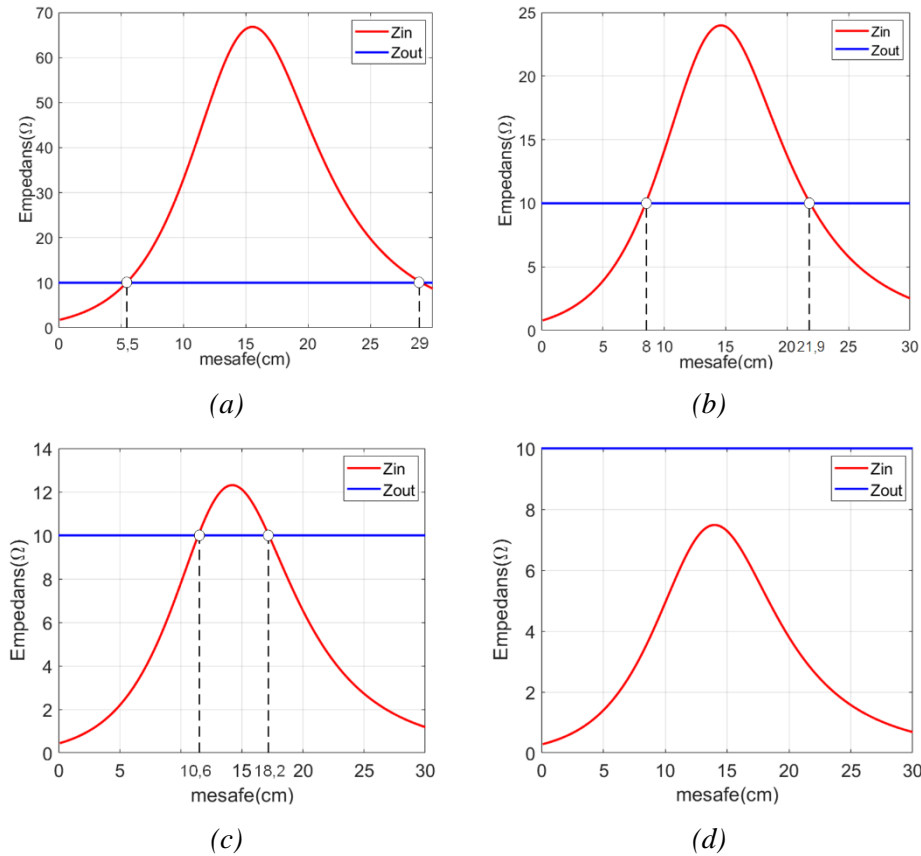 70
60
50
40
30
20
10
0
Empedans(Ω)
Zin
Zout
0 5,5 10 15 20 25 29
mesafe(cm)
(a)
25
20
15
10
5
0
Empedans(Ω)
Zin
Zout
0 5 8 10 15 20 21,9 25 30
mesafe(cm)
(b)
14
12
10
8
6
4
2
0
Empedans(Ω)
Zin
Zout
0 5 10,6 15 18,2 25 30
mesafe(cm)
(c)
10
8
6
4
2
0
Empedans(Ω)
Zin
Zout
0 5 10 15 20 25 30
mesafe(cm)
(d)